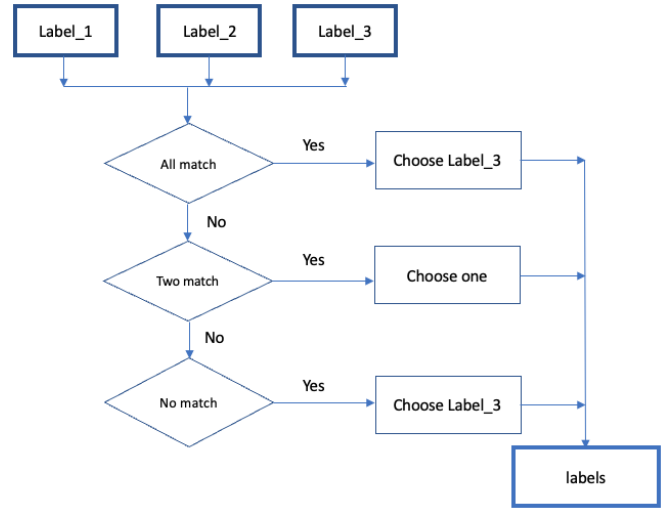 Label_1
Label_2
Label_3
All match
Yes
Choose Label_3
No
Two match
Yes
Choose one
No
No match
Yes
Choose Label_3
labels